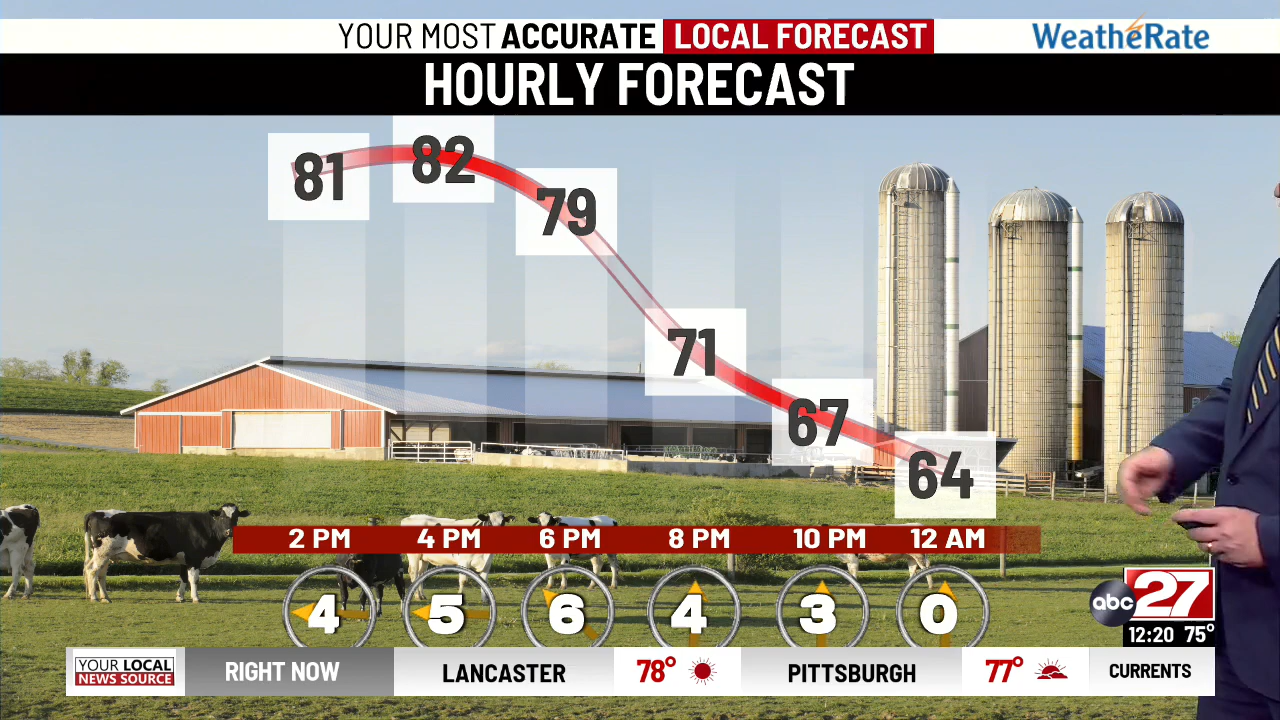 YOUR MOST ACCURATE LOCAL FORECAST
WeatheRate
HOURLY FORECAST
81
82
79
71
67
64
2 PM 4 PM 6 PM 8 PM 10 PM 12 AM
4 5 6 4 3 0
abc 27
12:20 75°
YOUR LOCAL
NEWS SOURCE
RIGHT NOW LANCASTER 78° PITTSBURGH 77° CURRENTS